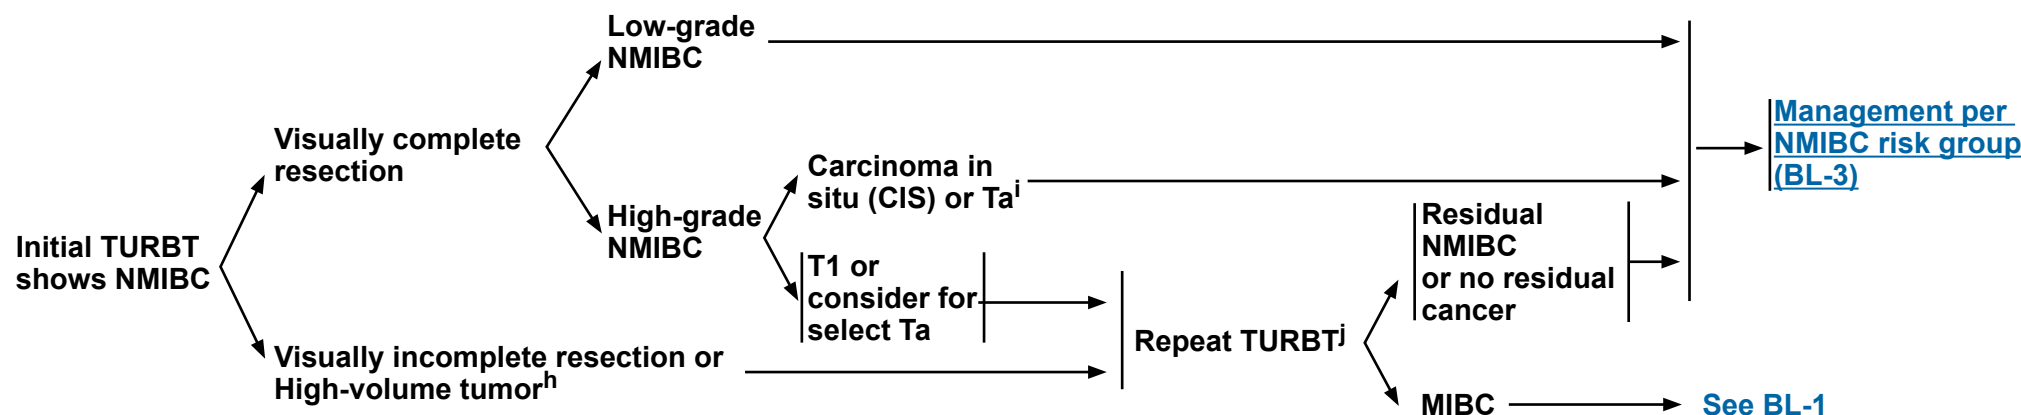 Initial TURBT
shows NMIBC
Visually complete
resection
Visually incomplete resection or
High-volume tumorh
Low-grade
NMIBC
High-grade
NMIBC
Carcinoma in
situ (CIS) or Tai
T1 or
consider for
select Ta
Repeat TURBTj
Residual
NMIBC
or no residual
cancer
MIBC
Management per
NMIBC risk group
(BL-3)
See BL-1